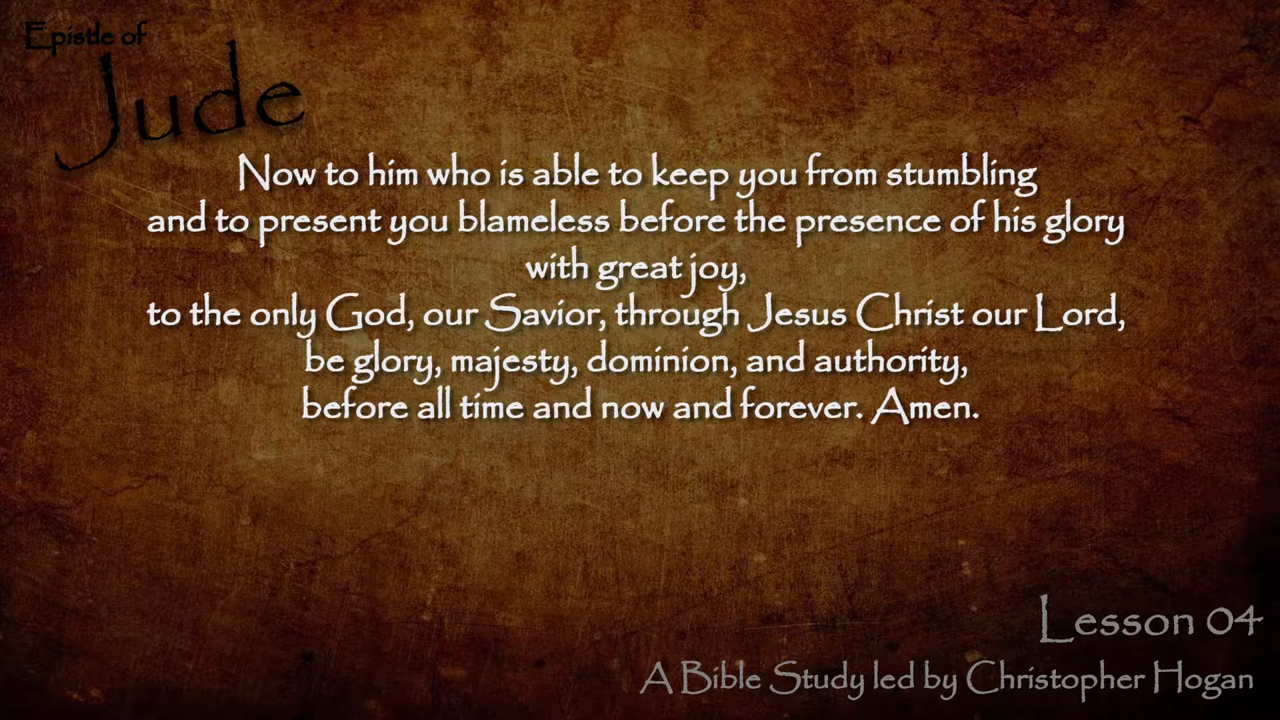 Epistle of
Jude
Now to him who is able to keep you from stumbling
and to present you blameless before the presence of his glory
with great joy,
to the only God, our Savior, through Jesus Christ our Lord,
be glory, majesty, dominion, and authority,
before all time and now and forever. Amen.
Lesson 04
A Bible Study led by Christopher Hogan